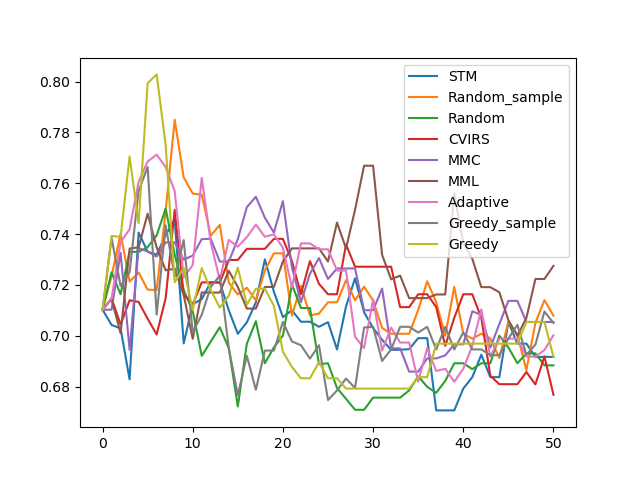 0.80
0.78
0.76
0.74
0.72
0.70
0.68
0
10
20
30
40
50
STM
Random_sample
Random
CVIRS
MMC
MML
Adaptive
Greedy_sample
Greedy